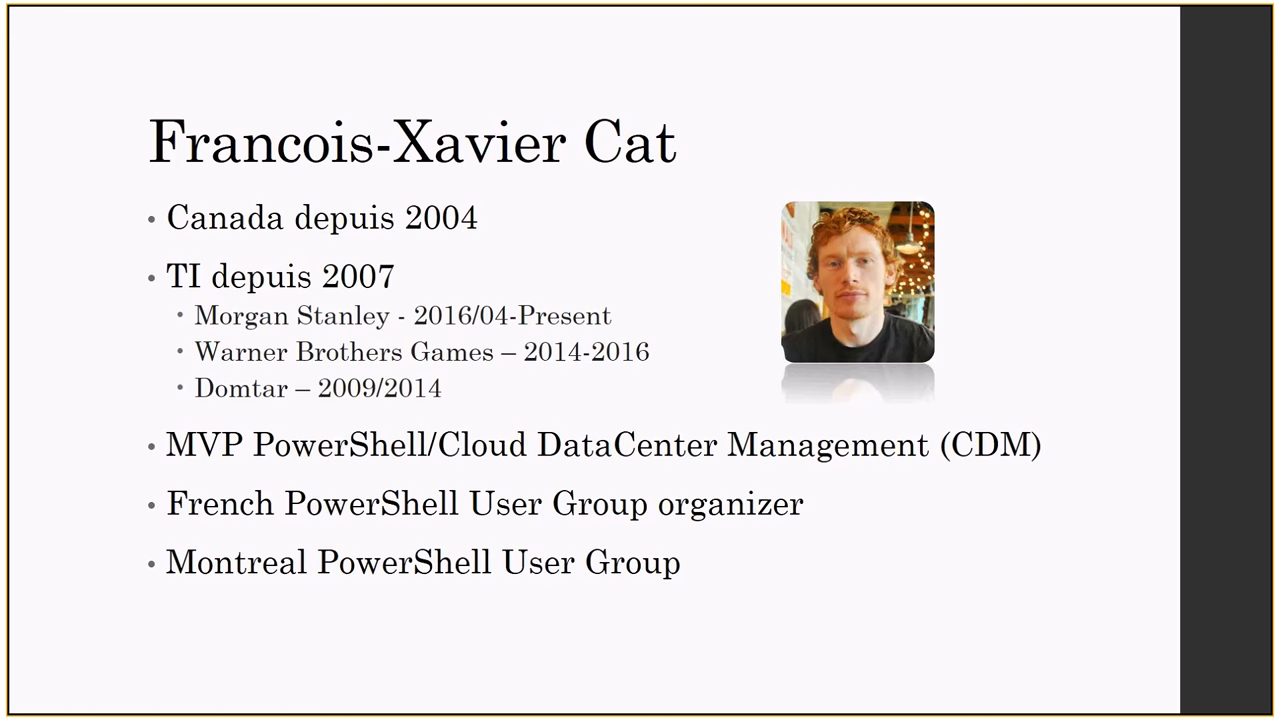 Francois-Xavier Cat
• Canada depuis 2004
• TI depuis 2007
• Morgan Stanley - 2016/04-Present
• Warner Brothers Games – 2014-2016
• Domtar – 2009/2014
• MVP PowerShell/Cloud DataCenter Management (CDM)
• French PowerShell User Group organizer
• Montreal PowerShell User Group